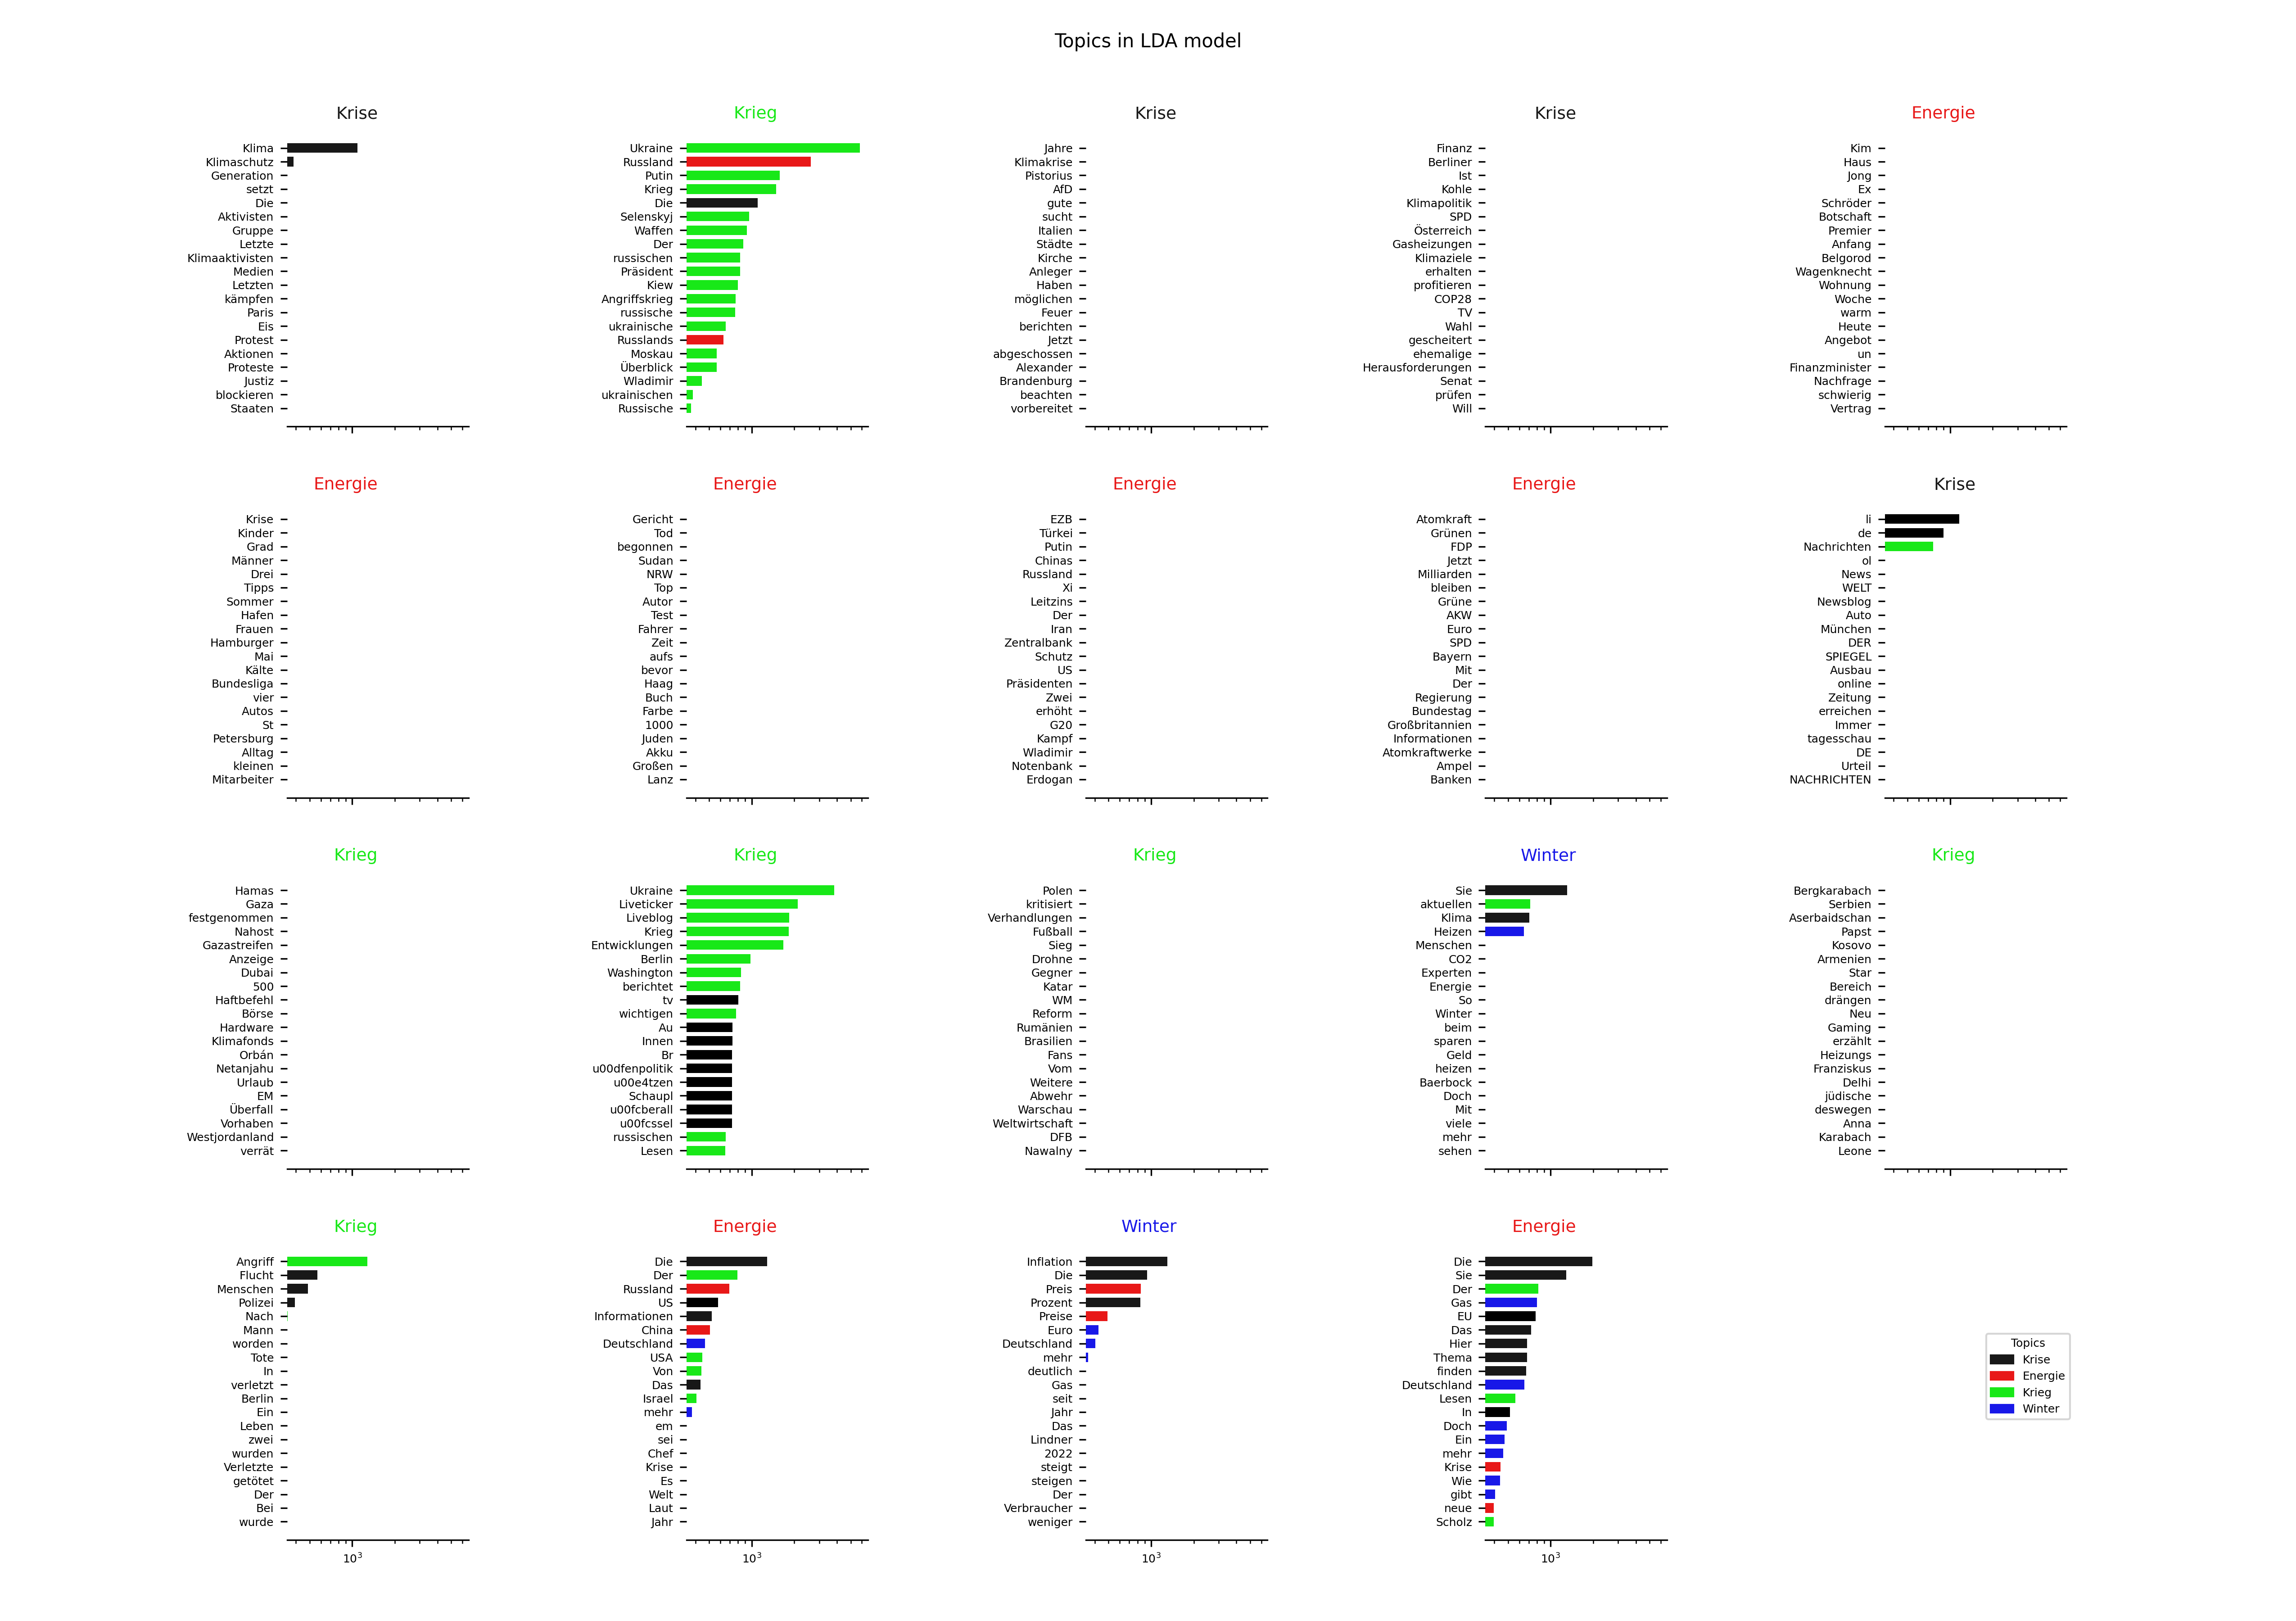 Topics in LDA model
Krise
Klima
Klimaschutz
Generation
setzt
Die
Aktivisten
Gruppe
Letzte
Klimaaktivisten
Medien
Letzten
kämpfen
Paris
Eis
Protest
Aktionen
Proteste
Justiz
blockieren
Staaten
Krieg
Ukraine
Russland
Putin
Krieg
Die
Selenskyj
Waffen
Der
russischen
Präsident
Kiew
Angriffskrieg
russische
ukrainische
Russlands
Moskau
Überblick
Wladimir
ukrainischen
Russische
Krise
Jahre
Klimakrise
Pistorius
AfD
gute
sucht
Italien
Städte
Kirche
Anleger
Haben
möglichen
Feuer
berichten
Jetzt
abgeschossen
Alexander
Brandenburg
beachten
vorbereitet
Krise
Finanz
Berliner
Ist
Kohle
Klimapolitik
SPD
Österreich
Gasheizungen
Klimaziele
erhalten
profitieren
COP28
TV
Wahl
gescheitert
ehemalige
Herausforderungen
Senat
prüfen
Will
Energie
Kim
Haus
Jong
Ex
Schröder
Botschaft
Premier
Anfang
Belgorod
Wagenknecht
Wohnung
Woche
warm
Heute
Angebot
un
Finanzminister
Nachfrage
schwierig
Vertrag
Energie
Krise
Kinder
Grad
Männer
Drei
Tipps
Sommer
Hafen
Frauen
Hamburger
Mai
Kälte
Bundesliga
vier
Autos
St
Petersburg
Alltag
kleinen
Mitarbeiter
Energie
Gericht
Tod
begonnen
Sudan
NRW
Top
Autor
Test
Fahrer
Zeit
aufs
bevor
Haag
Buch
Farbe
1000
Juden
Akku
Großen
Lanz
Energie
EZB
Türkei
Putin
Chinas
Russland
Xi
Leitzins
Der
Iran
Zentralbank
Schutz
US
Präsidenten
Zwei
erhöht
G20
Kampf
Wladimir
Notenbank
Erdogan
Energie
Atomkraft
Grünen
FDP
Jetzt
Milliarden
bleiben
Grüne
AKW
Euro
SPD
Bayern
Mit
Der
Regierung
Bundestag
Großbritannien
Informationen
Atomkraftwerke
Ampel
Banken
Krise
li
de
Nachrichten
ol
News
WELT
Newsblog
Auto
München
DER
SPIEGEL
Ausbau
online
Zeitung
erreichen
Immer
tagesschau
DE
Urteil
NACHRICHTEN
Krieg
Hamas
Gaza
festgenommen
Nahost
Gazastreifen
Anzeige
Dubai
500
Haftbefehl
Börse
Hardware
Klimafonds
Orbán
Netanjahu
Urlaub
EM
Überfall
Vorhaben
Westjordanland
verrät
Krieg
Ukraine
Liveticker
Liveblog
Krieg
Entwicklungen
Berlin
Washington
berichtet
tv
wichtigen
Au
Innen
Br
u00dfenpolitik
u00e4tzen
Schaupl
u00fcberall
u00fcssel
russischen
Lesen
Krieg
Polen
kritisiert
Verhandlungen
Fußball
Sieg
Drohne
Gegner
Katar
WM
Reform
Rumänien
Brasilien
Fans
Vom
Weitere
Abwehr
Warschau
Weltwirtschaft
DFB
Nawalny
Winter
Sie
aktuellen
Klima
Heizen
Menschen
CO2
Experten
Energie
So
Winter
beim
sparen
Geld
heizen
Baerbock
Doch
Mit
viele
mehr
sehen
Krieg
Bergkarabach
Serbien
Aserbaidschan
Papst
Kosovo
Armenien
Star
Bereich
drängen
Neu
Gaming
erzählt
Heizungs
Franziskus
Delhi
jüdische
deswegen
Anna
Karabach
Leone
Krieg
Angriff
Flucht
Menschen
Polizei
Nach
Mann
worden
Tote
In
verletzt
Berlin
Ein
Leben
zwei
wurden
Verletzte
getötet
Der
Bei
wurde
10³
Energie
Die
Der
Russland
US
Informationen
China
Deutschland
USA
Von
Das
Israel
mehr
em
sei
Chef
Krise
Es
Welt
Laut
Jahr
10³
Winter
Inflation
Die
Preis
Prozent
Preise
Euro
Deutschland
mehr
deutlich
Gas
seit
Jahr
Das
Lindner
2022
steigt
steigen
Der
Verbraucher
weniger
10³
Energie
Die
Sie
Der
Gas
EU
Das
Hier
Thema
finden
Deutschland
Lesen
In
Doch
Ein
mehr
Krise
Wie
gibt
neue
Scholz
10³
Topics
Krise
Energie
Krieg
Winter